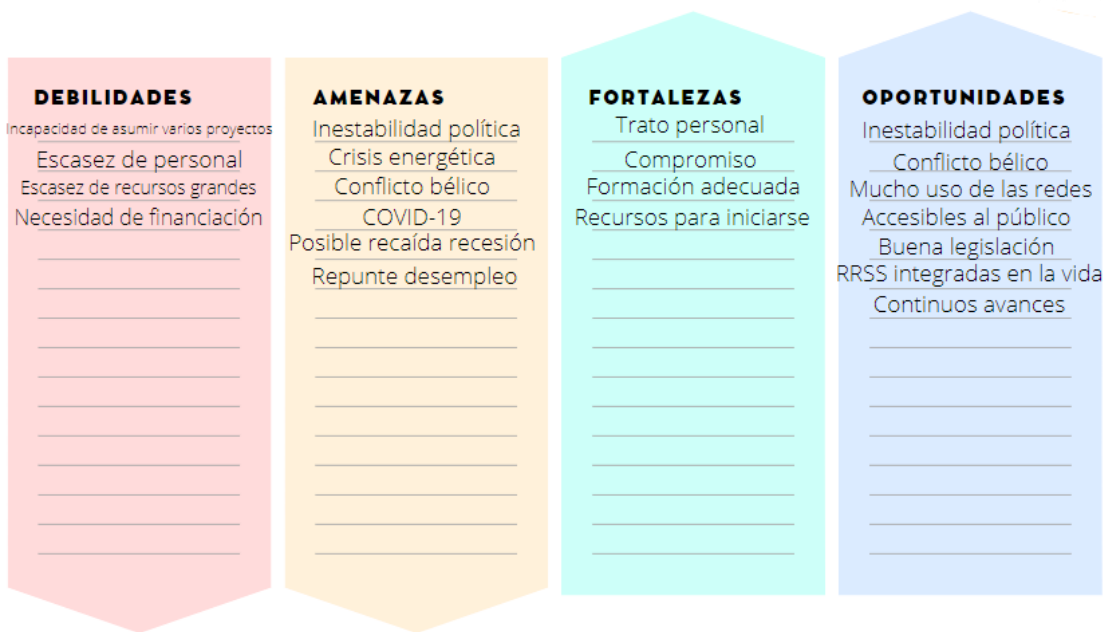 DEBILIDADES
Incapacidad de asumir varios proyectos
Escasez de personal
Escasez de recursos grandes
Necesidad de financiación
AMENAZAS
Inestabilidad política
Crisis energética
Conflicto bélico
COVID-19
Posible recaída recesión
Repunte desempleo
FORTALEZAS
Trato personal
Compromiso
Formación adecuada
Recursos para iniciarse
OPORTUNIDADES
Inestabilidad política
Conflicto bélico
Mucho uso de las redes
Accesibles al público
Buena legislación
RRSS integradas en la vida
Continuos avances